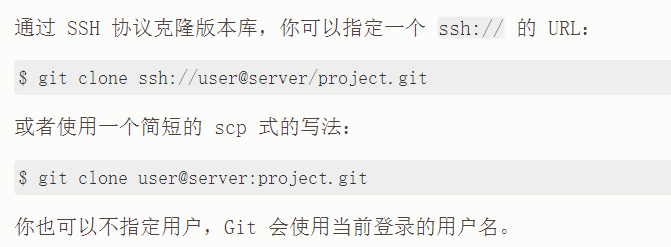 通过 SSH 协议克隆版本库，你可以指定一个 ssh:// 的 URL：
$ git clone ssh://user@server/project.git
或者使用一个简短的 scp 式的写法：
$ git clone user@server:project.git
你也可以不指定用户，Git 会使用当前登录的用户名。